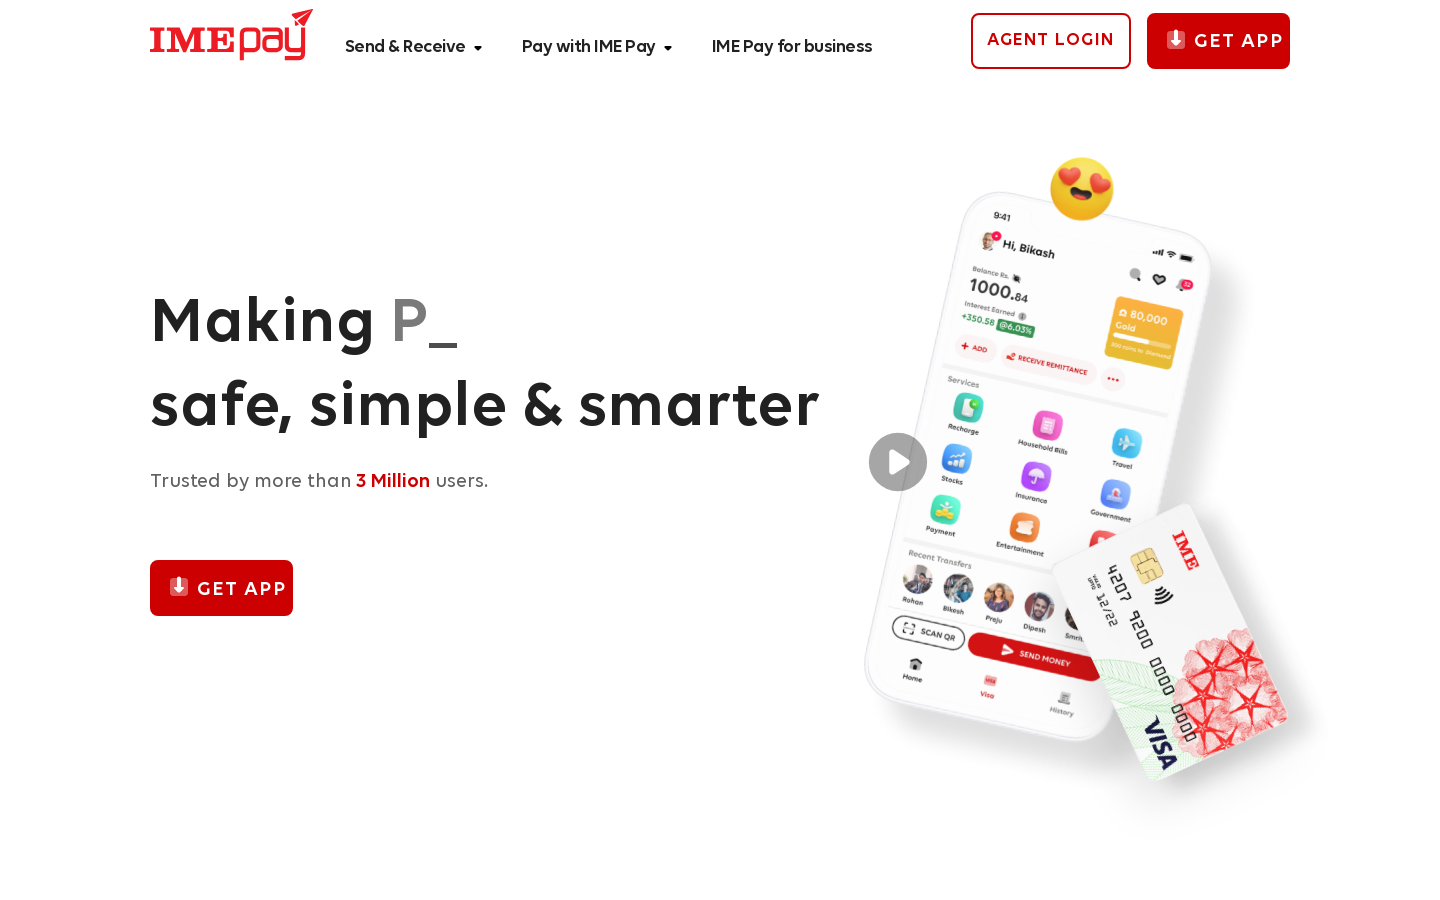 IME pay
Send & Receive
Pay with IME Pay
IME Pay for business
AGENT LOGIN
GET APP
Making P_
safe, simple & smarter
Trusted by more than 3 Million users.
GET APP
9:41
Hi, Bikash
Balance Rs.
1000.84
Interest Earned
+350.58 @6.03%
80,000
Gold
ADD
RECEIVE REMITTANCE
Services
Recharge
Household Bills
Travel
Stocks
Insurance
Government
Payment
Entertainment
Recent Transfers
Rohan
Bikesh
Preju
Dipesh
SCAN QR
SEND MONEY
Home
Visa
History
IME
4207 9200 0000 0000
12/22
VISA